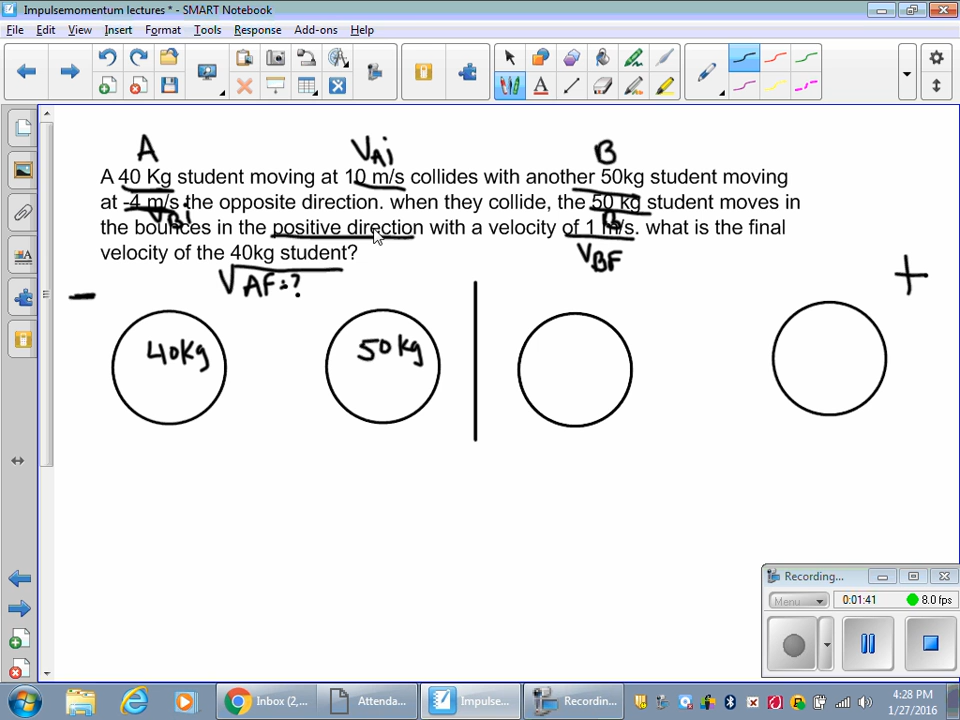 Impulsemomentum lectures * - SMART Notebook
File Edit View Insert Format Tools Response Add-ons Help
A VAi B
A 40 Kg student moving at 10 m/s collides with another 50kg student moving
at -4 m/s the opposite direction. when they collide, the 50 kg student moves in
VBi B
the bounces in the positive direction with a velocity of 1 m/s. what is the final
VBF
velocity of the 40kg student?
VAF=?
- +
40Kg 50kg
Recording...
Menu 0:01:41 8.0 fps
Inbox (2,... Attenda... Impulse... Recordin... 4:28 PM
1/27/2016